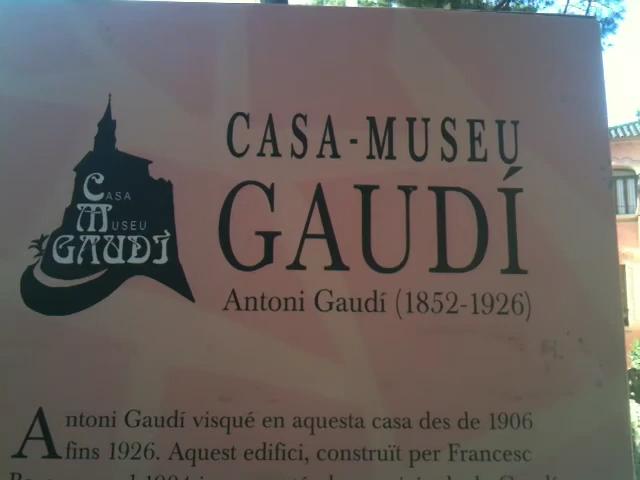 CASA
MUSEU
GAUDÍ
CASA-MUSEU
GAUDÍ
Antoni Gaudí (1852-1926)
Antoni Gaudí visqué en aquesta casa des de 1906
fins 1926. Aquest edifici, construït per Francesc